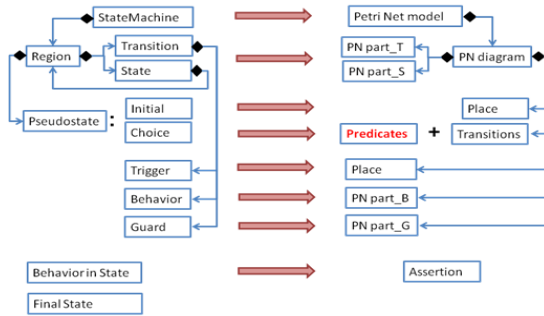 StateMachine
Petri Net model
Region
Transition
State
PN part_T
PN part_S
PN diagram
Pseudostate :
Initial
Choice
Place
Predicates + Transitions
Trigger
Place
Behavior
PN part_B
Guard
PN part_G
Behavior in State
Assertion
Final State